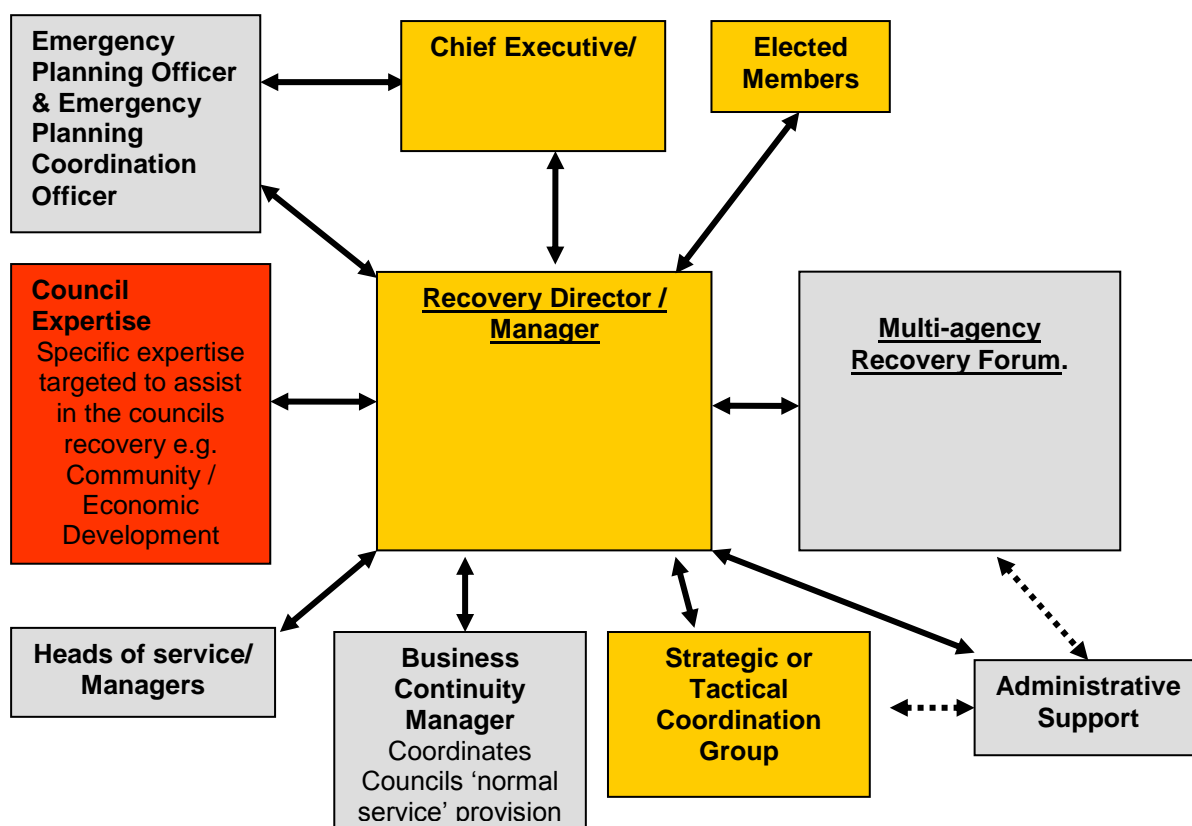 Emergency
Planning Officer
& Emergency
Planning
Coordination
Officer
Chief Executive/
Elected
Members
Council
Expertise
Specific expertise
targeted to assist
in the councils
recovery e.g.
Community /
Economic
Development
Recovery Director /
Manager
Multi-agency
Recovery Forum.
Heads of service/
Managers
Business
Continuity
Manager
Coordinates
Councils ‘normal
service’ provision
Strategic or
Tactical
Coordination
Group
Administrative
Support